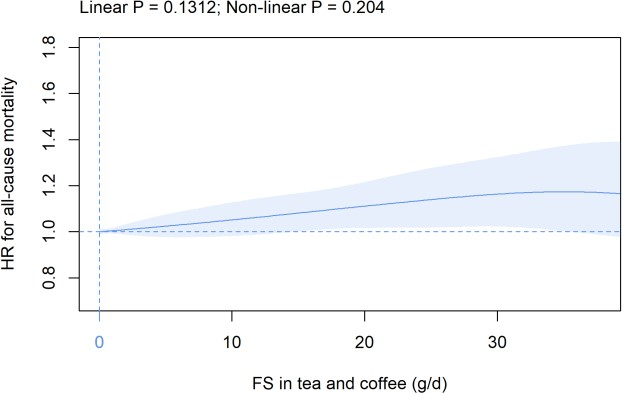 Linear P = 0.1312; Non-linear P = 0.204
HR for all-cause mortality
1.8
1.6
1.4
1.2
1.0
0.8
0 10 20 30
FS in tea and coffee (g/d)